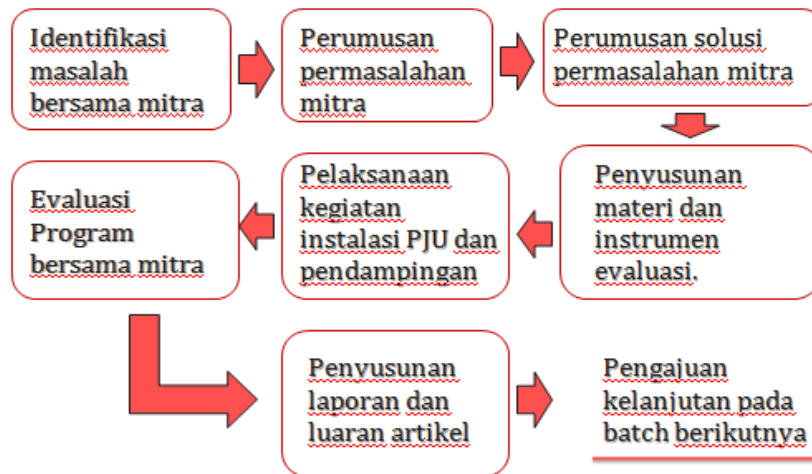 Identifikasi
masalah
bersama mitra
Perumusan
permasalahan
mitra
Perumusan solusi
permasalahan mitra
Penyusunan
materi dan
instrumen
evaluasi.
Pelaksanaan
kegiatan
instalasi PJU dan
pendampingan
Evaluasi
Program
bersama mitra
Penyusunan
laporan dan
luaran artikel
Pengajuan
kelanjutan pada
batch berikutnya